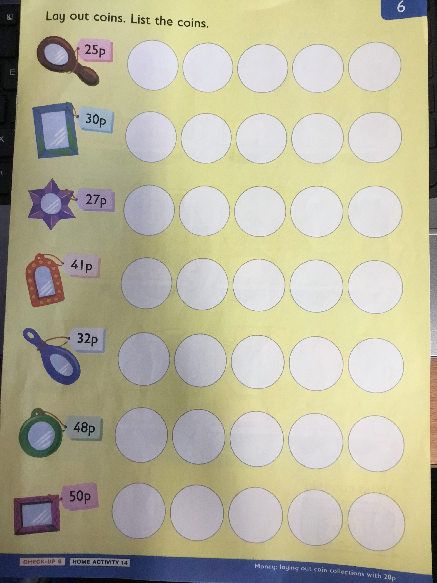 6
Lay out coins. List the coins.
25p
30p
27p
41p
32p
48p
50p
CHECK-UP 6 HOME ACTIVITY 14
Money: laying out coin collections with 20p